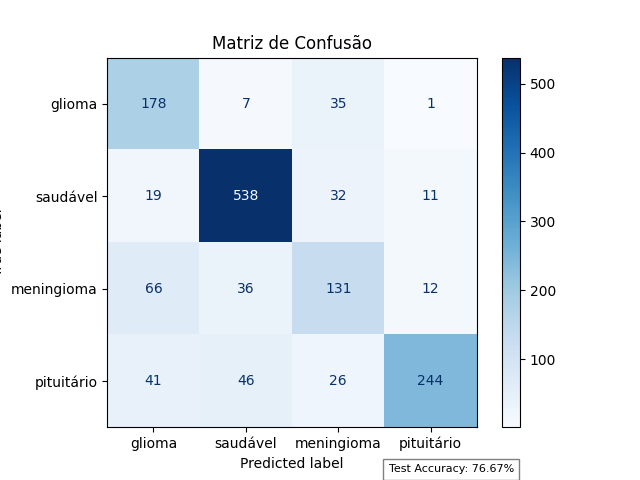 Matriz de Confusão
glioma 178 7 35 1
saudável 19 538 32 11
meningioma 66 36 131 12
pituitário 41 46 26 244
glioma saudável meningioma pituitário
Predicted label
500
400
300
200
100
Test Accuracy: 76.67%